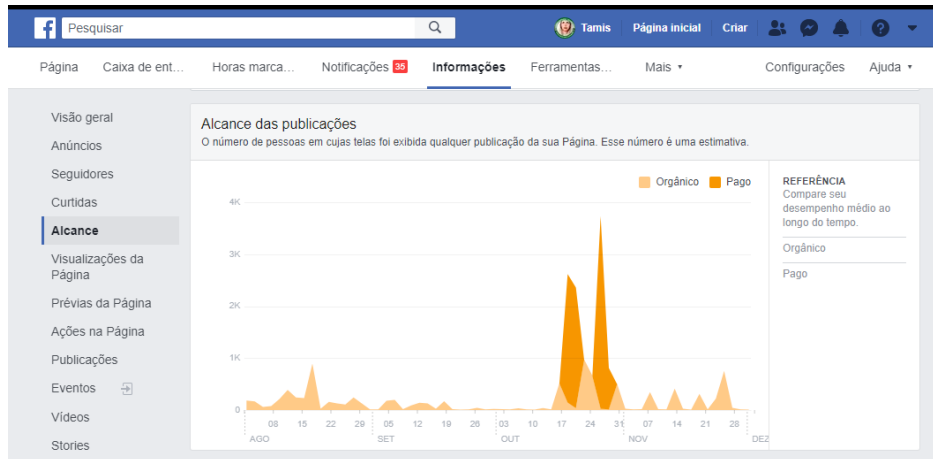 Pesquisar
Tamis Página inicial Criar
Página Caixa de ent... Horas marca... Notificações 35 Informações Ferramentas... Mais Configurações Ajuda
Visão geral
Anúncios
Seguidores
Curtidas
Alcance
Visualizações da
Página
Prévias da Página
Ações na Página
Publicações
Eventos
Vídeos
Stories
Alcance das publicações
O número de pessoas em cujas telas foi exibida qualquer publicação da sua Página. Esse número é uma estimativa.
Orgânico Pago
4K
3K
2K
1K
0
08 15 22 29 05 12 19 26 03 10 17 24 31 07 14 21 28
AGO SET OUT NOV DEZ
REFERÊNCIA
Compare seu
desempenho médio ao
longo do tempo.
Orgânico
Pago